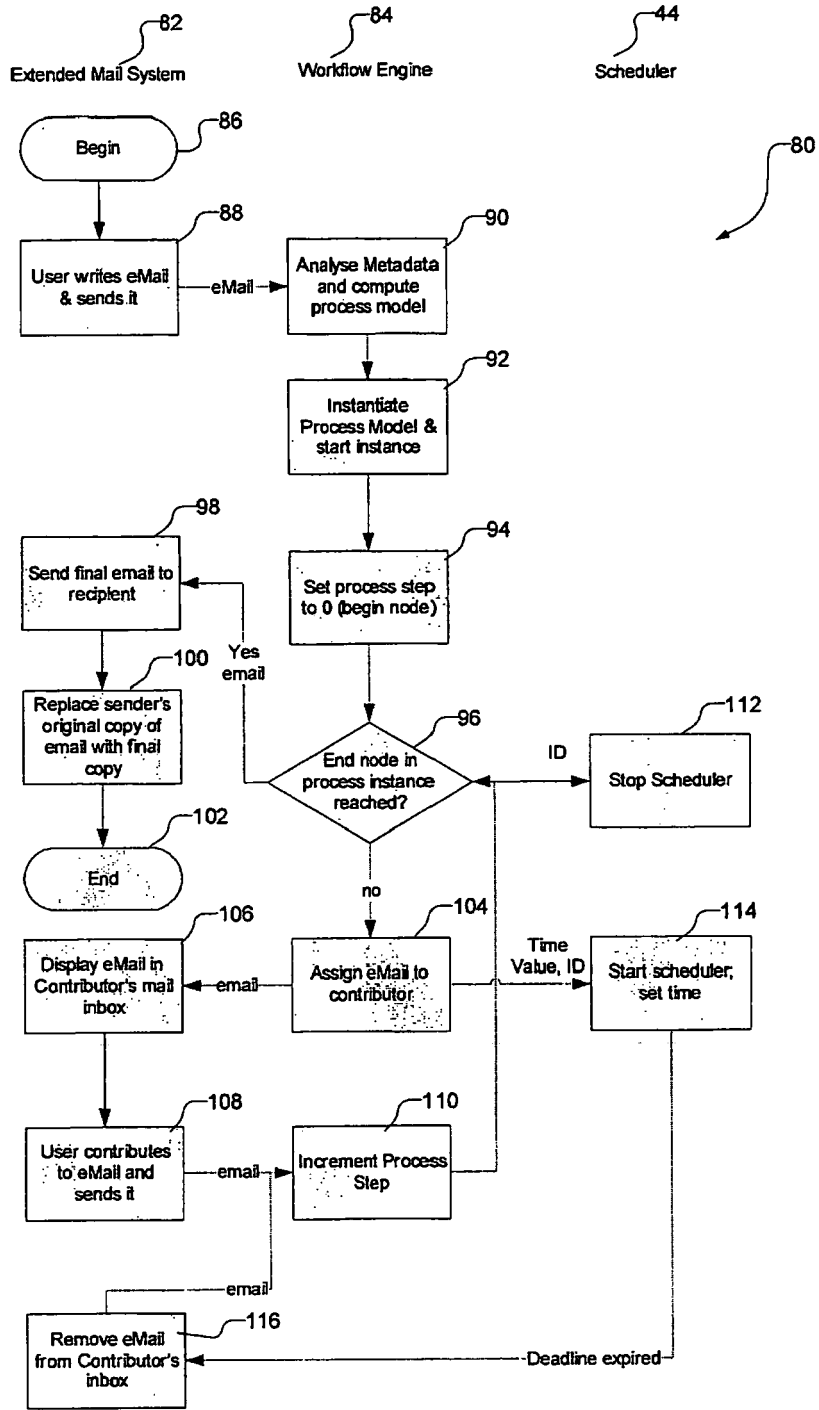 82
84
44
Extended Mail System
Workflow Engine
Scheduler
86
Begin
80
88
User writes eMail
& sends it
eMail
90
Analyse Metadata
and compute
process model
92
Instantiate
Process Model &
start instance
98
Send final email to
recipient
94
Set process step
to 0 (begin node)
Yes
email
100
Replace sender's
original copy of
email with final
copy
96
End node in
process instance
reached?
ID
112
Stop Scheduler
102
End
no
106
Display eMail in
Contributor's mail
inbox
email
104
Assign eMail to
contributor
Time
Value, ID
114
Start scheduler;
set time
108
User contributes
to eMail and
sends it
email
110
Increment Process
Step
email
116
Remove eMail
from Contributor's
inbox
Deadline expired